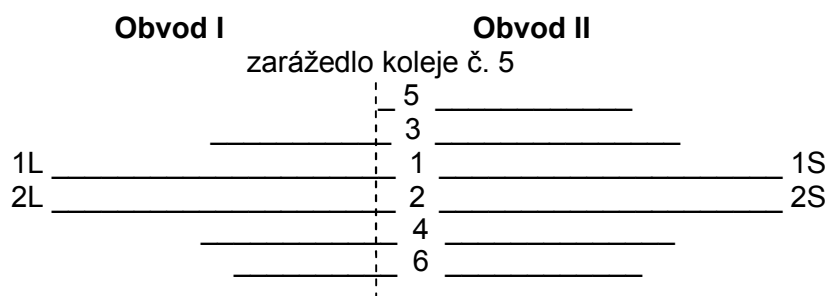 Obvod I Obvod II
zarážedlo koleje č. 5
5
3
1L 1 1S
2L 2 2S
4
6